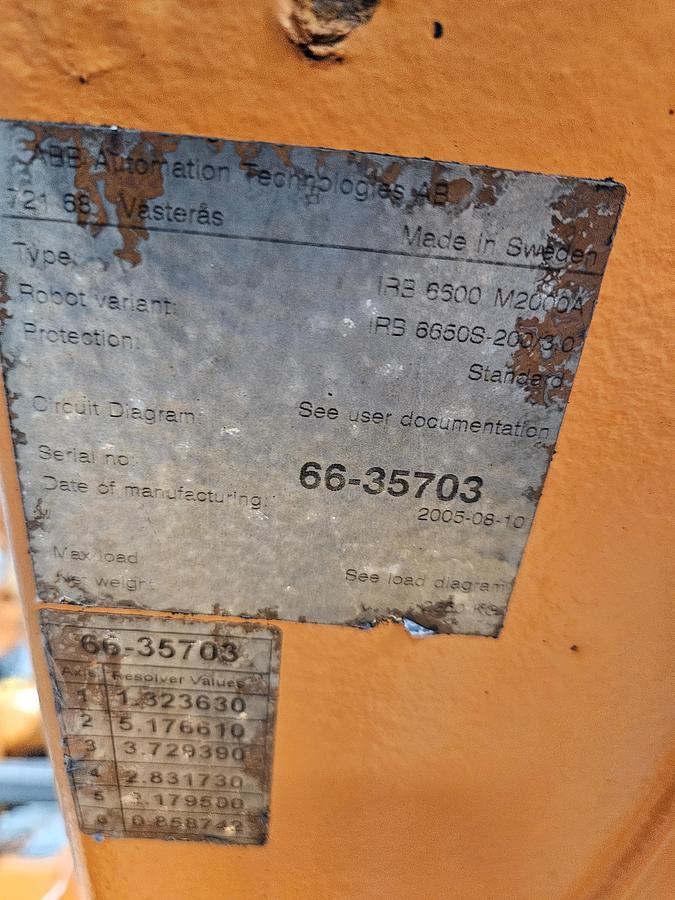 ABB Automation Technologies AB
721 68 Västerås
Made in Sweden
Type: IRB 6600 M2000A
Robot variant: IRB 6650S-200/3.0
Protection: Standard
Circuit Diagram: See user documentation
Serial no: 66-35703
Date of manufacturing: 2005-08-10
Max load See load diagram
Net weight
66-35703
Axis Resolver Values
1 1.323630
2 5.176610
3 3.729390
4 2.831730
5 .179500
6 0.858742